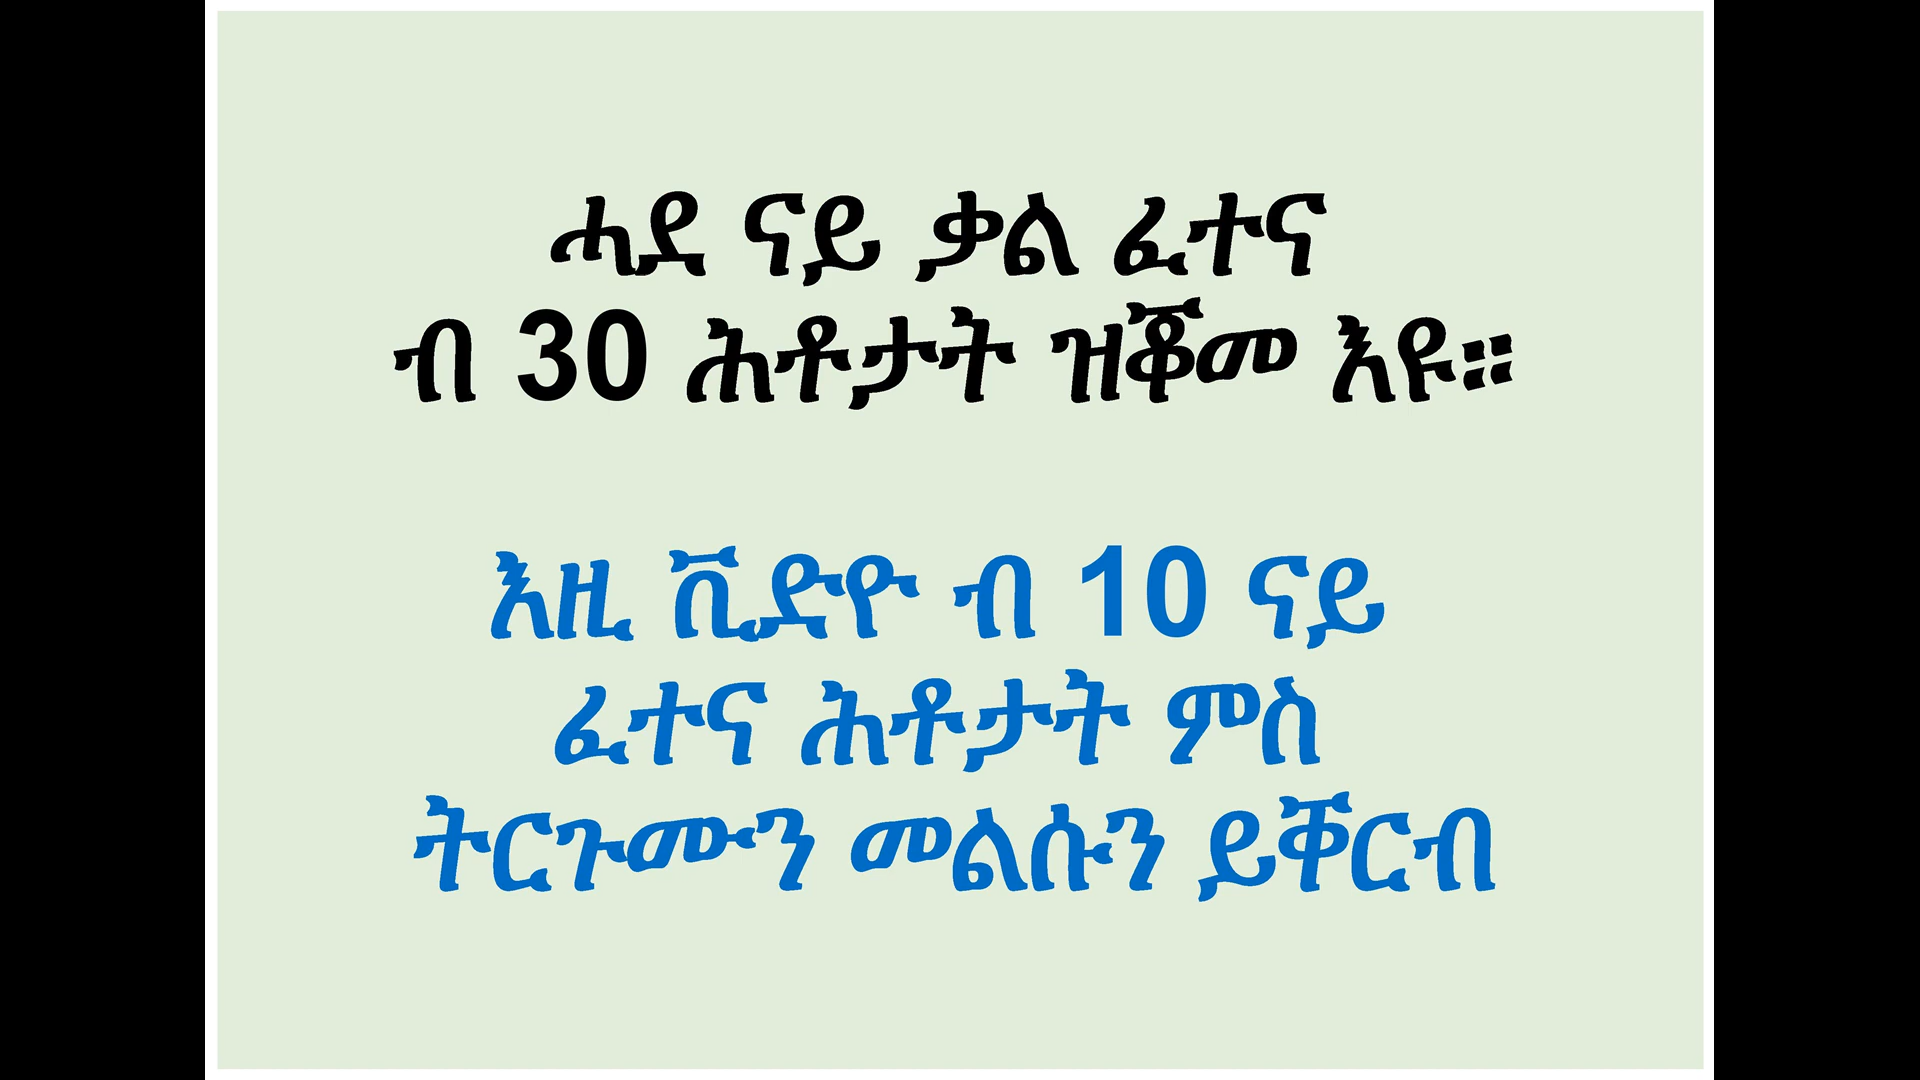 ሓደ ናይ ቃል ፈተና
ብ 30 ሕቶታት ዝቖመ እዩ።
እዚ ቪድዮ ብ 10 ናይ
ፈተና ሕቶታት ምስ
ትርጉሙን መልሱን ይቐርብ